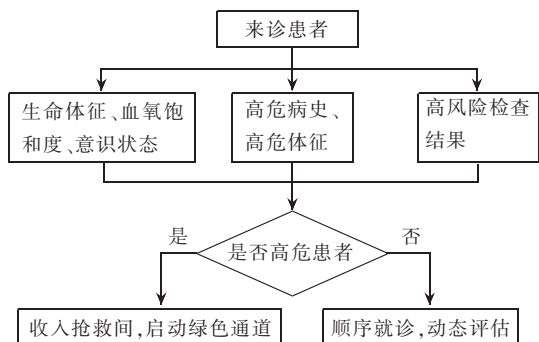 来诊患者
生命体征、血氧饱
和度、意识状态
高危病史、
高危体征
高风险检查
结果
是否高危患者
是
否
收入抢救间,启动绿色通道
顺序就诊,动态评估